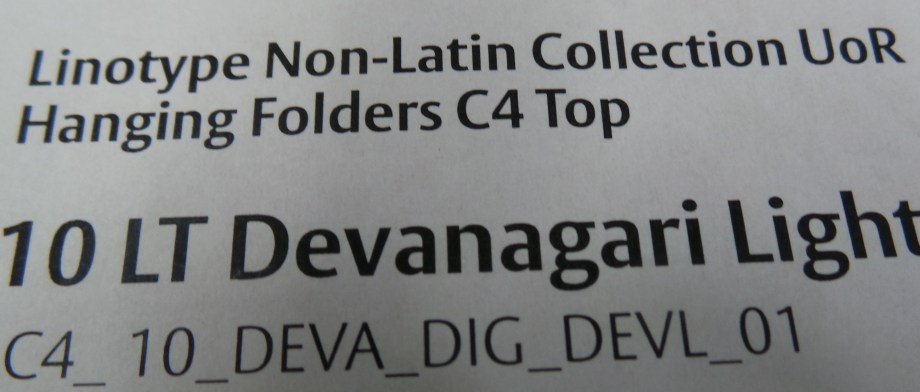 Linotype Non-Latin Collection UoR
Hanging Folders C4 Top
10 LT Devanagari Light
C4_ 10_DEVA_DIG_DEVL_01